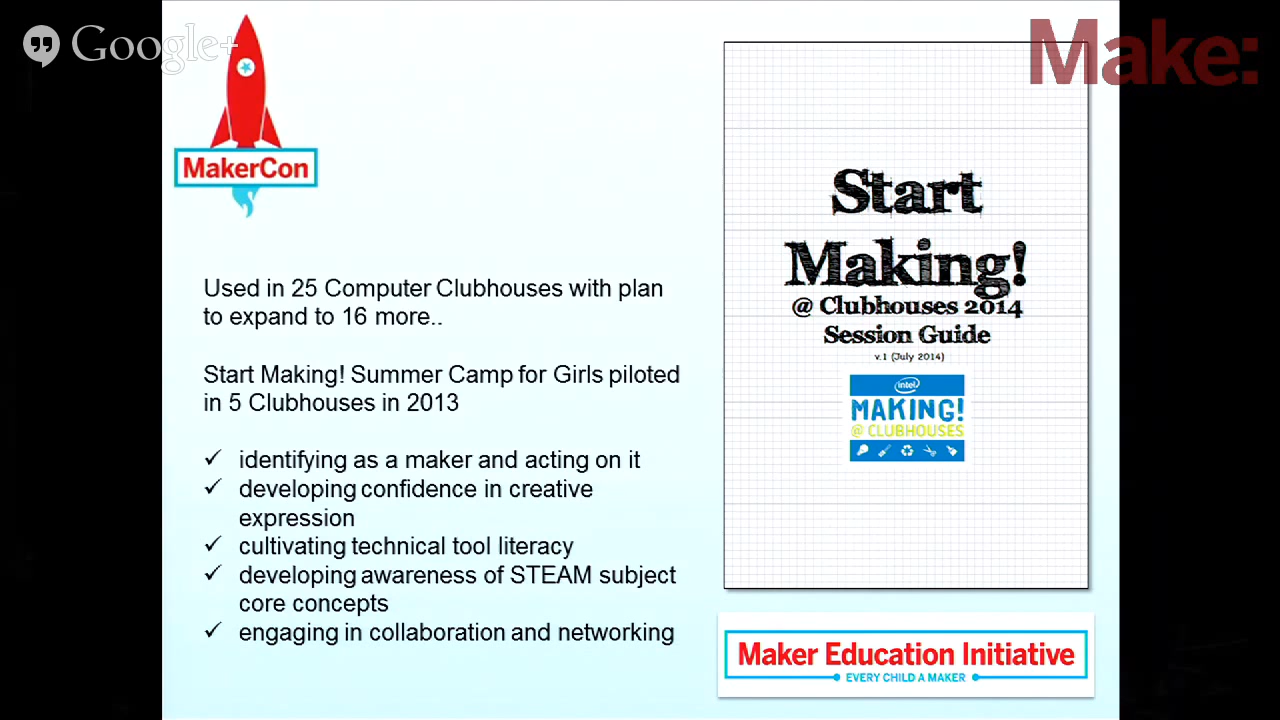 Google+
Make:
MakerCon
Used in 25 Computer Clubhouses with plan
to expand to 16 more..
Start Making! Summer Camp for Girls piloted
in 5 Clubhouses in 2013
✓ identifying as a maker and acting on it
✓ developing confidence in creative
expression
✓ cultivating technical tool literacy
✓ developing awareness of STEAM subject
core concepts
✓ engaging in collaboration and networking
Start
Making!
@ Clubhouses 2014
Session Guide
v.1 (July 2014)
intel
MAKING!
@ CLUBHOUSES
Maker Education Initiative
EVERY CHILD A MAKER